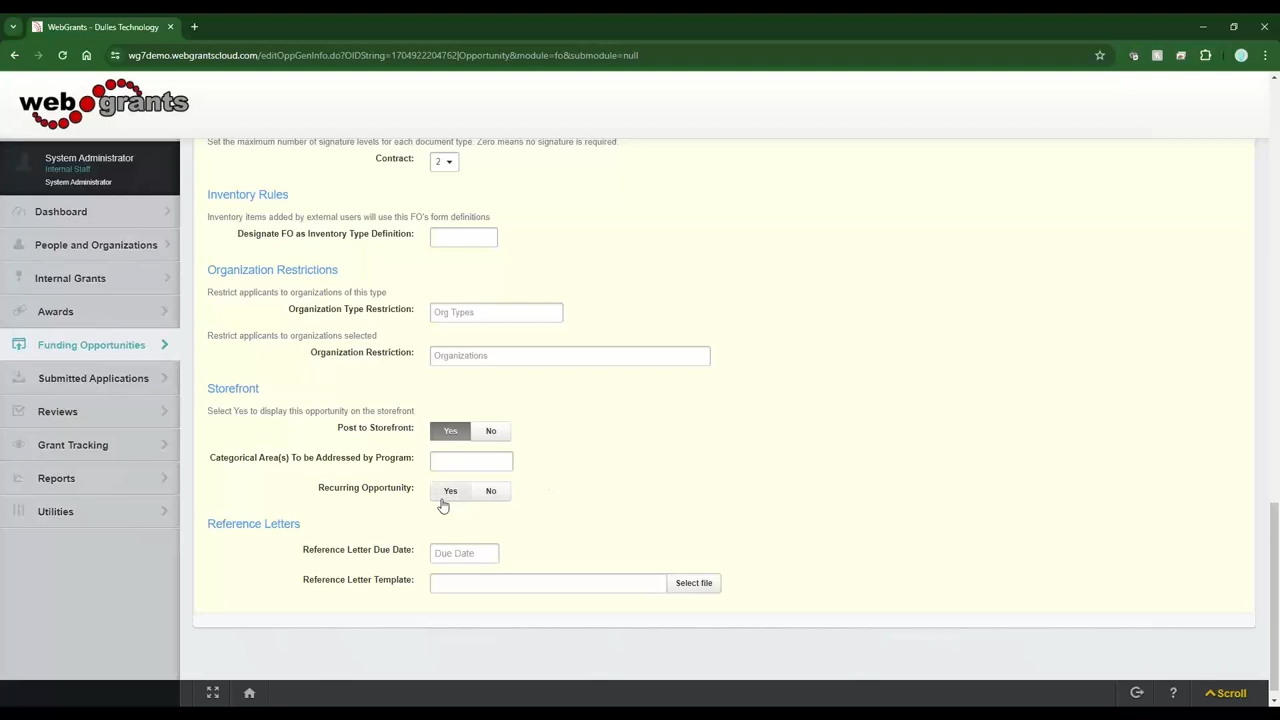 WebGrants - Dulles Technology
wg7demo.webgrantscloud.com/editOppGenInfo.do?OIDString=1704922204762|Opportunity&module=fo&submodule=null
web grants
System Administrator
Internal Staff
System Administrator
Dashboard
People and Organizations
Internal Grants
Awards
Funding Opportunities
Submitted Applications
Reviews
Grant Tracking
Reports
Utilities
Set the maximum number of signature levels for each document type. Zero means no signature is required.
Contract: 2
Inventory Rules
Inventory items added by external users will use this FO's form definitions
Designate FO as Inventory Type Definition:
Organization Restrictions
Restrict applicants to organizations of this type
Organization Type Restriction: Org Types
Restrict applicants to organizations selected
Organization Restriction: Organizations
Storefront
Select Yes to display this opportunity on the storefront
Post to Storefront: Yes No
Categorical Area(s) To be Addressed by Program:
Recurring Opportunity: Yes No
Reference Letters
Reference Letter Due Date: Due Date
Reference Letter Template: Select file
? Scroll